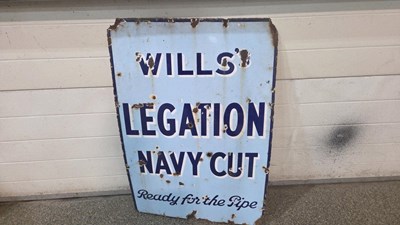 WILLS'
LEGATION
NAVY CUT
Ready for the Pipe